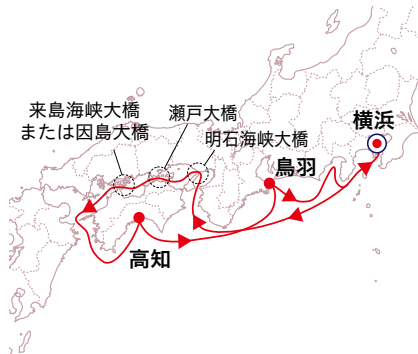 来島海峡大橋
または因島大橋
瀬戸大橋
明石海峡大橋
横浜
鳥羽
高知